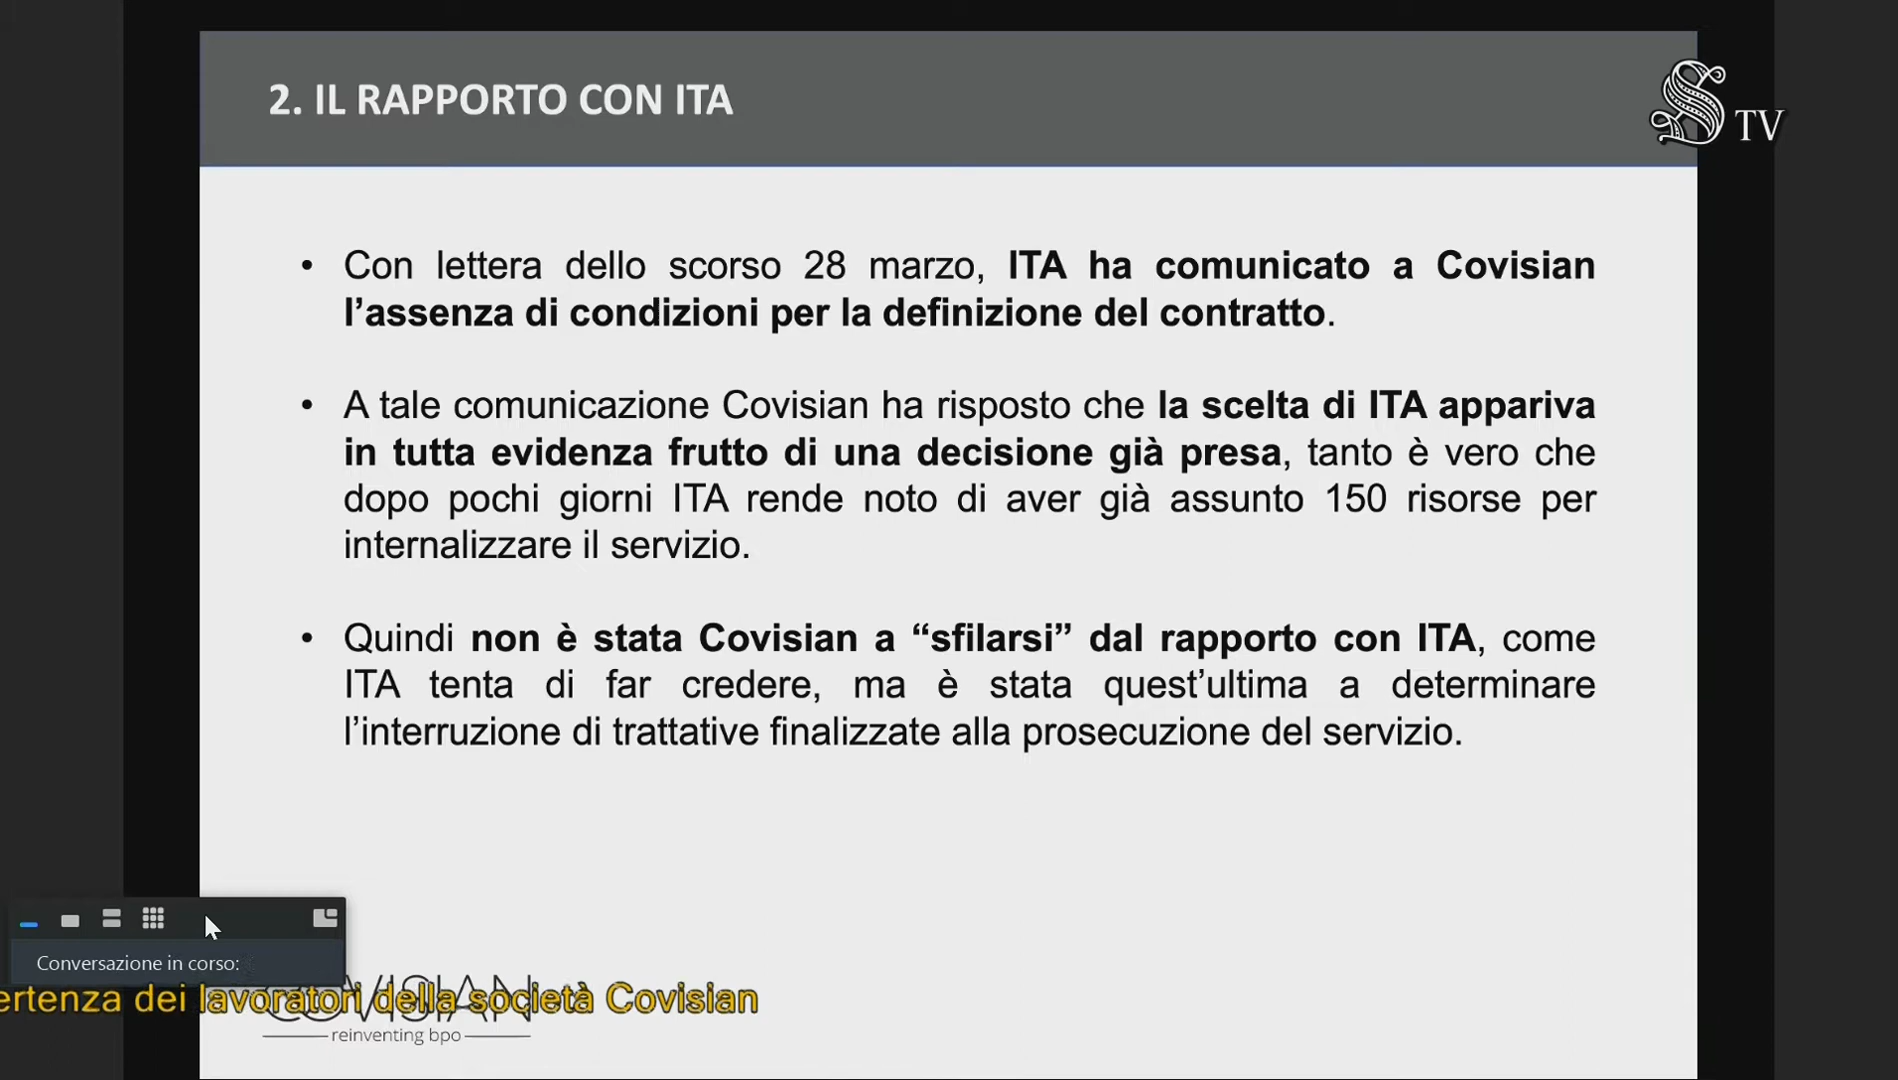 2. IL RAPPORTO CON ITA
TV
• Con lettera dello scorso 28 marzo, ITA ha comunicato a Covisian
l’assenza di condizioni per la definizione del contratto.
• A tale comunicazione Covisian ha risposto che la scelta di ITA appariva
in tutta evidenza frutto di una decisione già presa, tanto è vero che
dopo pochi giorni ITA rende noto di aver già assunto 150 risorse per
internalizzare il servizio.
• Quindi non è stata Covisian a “sfilarsi” dal rapporto con ITA, come
ITA tenta di far credere, ma è stata quest’ultima a determinare
l’interruzione di trattative finalizzate alla prosecuzione del servizio.
Conversazione in corso:
COVISIAN
ertenza dei lavoratori della società Covisian
reinventing bpo